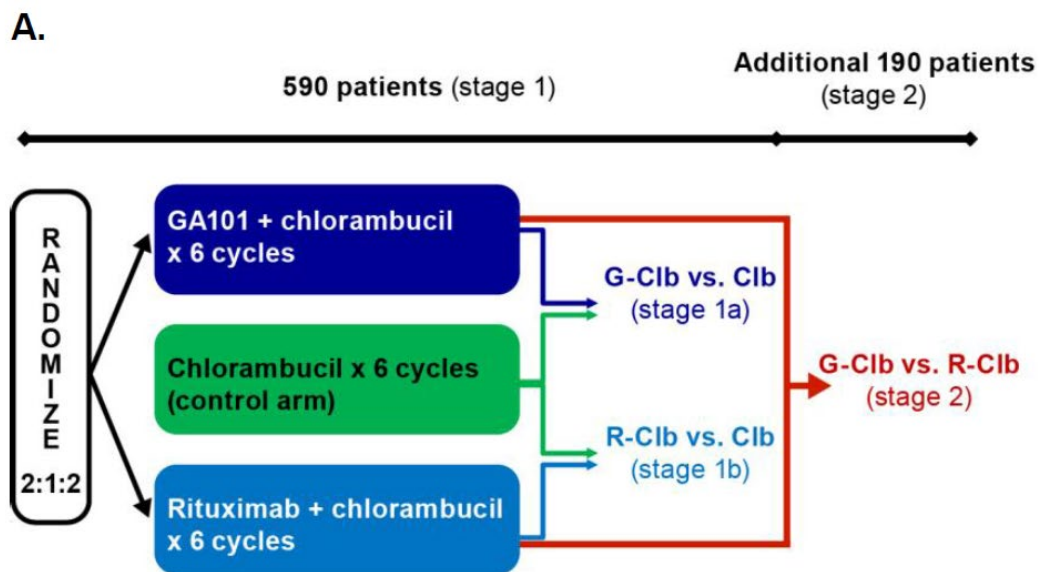 A.
590 patients (stage 1)
Additional 190 patients
(stage 2)
RANDOMIZE
2:1:2
GA101 + chlorambucil
x 6 cycles
Chlorambucil x 6 cycles
(control arm)
Rituximab + chlorambucil
x 6 cycles
G-Clb vs. Clb
(stage 1a)
R-Clb vs. Clb
(stage 1b)
G-Clb vs. R-Clb
(stage 2)